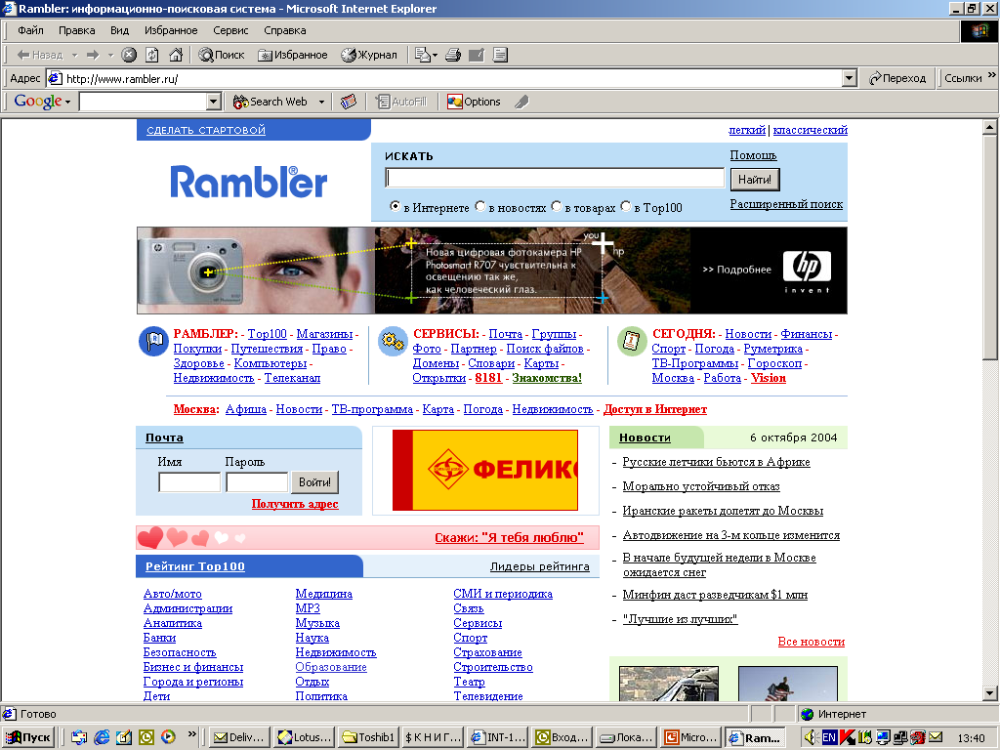 Rambler: информационно-поисковая система - Microsoft Internet Explorer
Файл Правка Вид Избранное Сервис Справка
Назад Поиск Избранное Журнал
Адрес http://www.rambler.ru/ Переход Ссылки »
Google Search Web AutoFill Options
СДЕЛАТЬ СТАРТОВОЙ
легкий | классический
Rambler
ИСКАТЬ
Помощь
Найти!
в Интернете в новостях в товарах в Top100
Расширенный поиск
hp
you
hp
Новая цифровая фотокамера HP
Photosmart R707 чувствительна к
освещению так же,
как человеческий глаз.
>> Подробнее
hp
invent
РАМБЛЕР: - Top100 - Магазины -
Покупки - Путешествия - Право -
Здоровье - Компьютеры -
Недвижимость - Телеканал
СЕРВИСЫ: - Почта - Группы -
Фото - Партнер - Поиск файлов -
Домены - Словари - Карты -
Открытки - 8181 - Знакомства!
СЕГОДНЯ: - Новости - Финансы -
Спорт - Погода - Руметрика -
ТВ-Программы - Гороскоп -
Москва - Работа - Vision
Москва: Афиша - Новости - ТВ-программа - Карта - Погода - Недвижимость - Доступ в Интернет
Почта
Имя Пароль
Войти!
Получить адрес
ФЕЛИКС
Новости 6 октября 2004
- Русские летчики бьются в Африке
- Морально устойчивый отказ
- Иранские ракеты долетят до Москвы
- Автодвижение на 3-м кольце изменится
- В начале будущей недели в Москве
ожидается снег
- Минфин даст разведчикам $1 млн
- "Лучшие из лучших"
Все новости
Скажи: "Я тебя люблю"
Рейтинг Top100 Лидеры рейтинга
Авто/мото
Администрации
Аналитика
Банки
Безопасность
Бизнес и финансы
Города и регионы
Дети
Медицина
MP3
Музыка
Наука
Недвижимость
Образование
Отдых
Политика
СМИ и периодика
Связь
Сервисы
Спорт
Страхование
Строительство
Театр
Телевидение
Готово Интернет
Пуск » Deliv... Lotus... Toshib1 $ К Н И Г... INT-1... Вход... Лока... Micro... Ram... EN 13:40